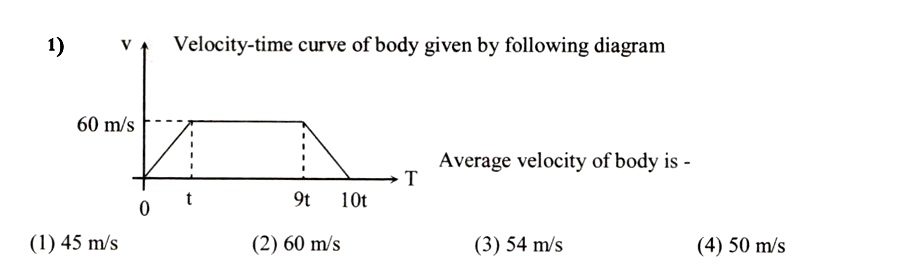 1) V Velocity-time curve of body given by following diagram
60 m/s
Average velocity of body is -
T
0 t 9t 10t
(1) 45 m/s (2) 60 m/s (3) 54 m/s (4) 50 m/s